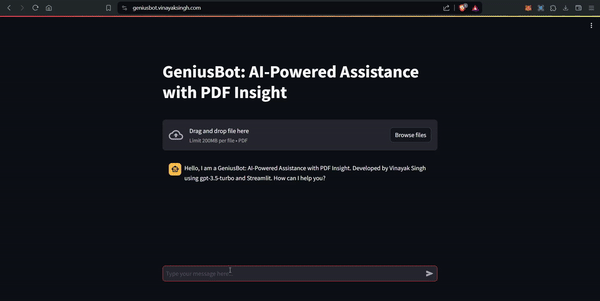 geniusbot.vinayaksingh.com
GeniusBot: AI-Powered Assistance
with PDF Insight
Drag and drop file here
Limit 200MB per file • PDF
Browse files
Hello, I am a GeniusBot: AI-Powered Assistance with PDF Insight. Developed by Vinayak Singh
using gpt-3.5-turbo and Streamlit. How can I help you?
Type your message here...